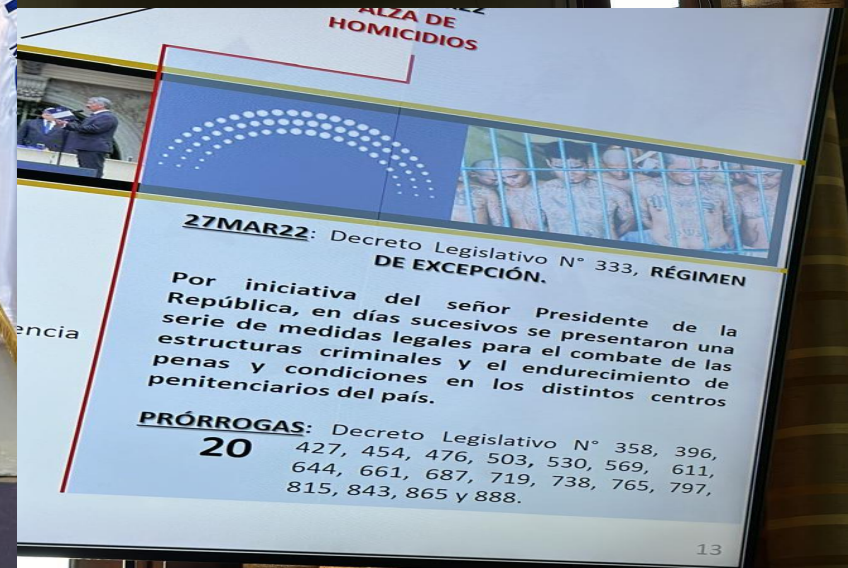 ALZA DE
HOMICIDIOS
27MAR22: Decreto Legislativo N° 333, RÉGIMEN
DE EXCEPCIÓN.
Por iniciativa del señor Presidente de la
República, en días sucesivos se presentaron una
serie de medidas legales para el combate de las
estructuras criminales y el endurecimiento de
penas y condiciones en los distintos centros
penitenciarios del país.
encia
PRÓRROGAS: Decreto Legislativo N° 358, 396,
20 427, 454, 476, 503, 530, 569, 611,
644, 661, 687, 719, 738, 765, 797,
815, 843, 865 y 888.
13